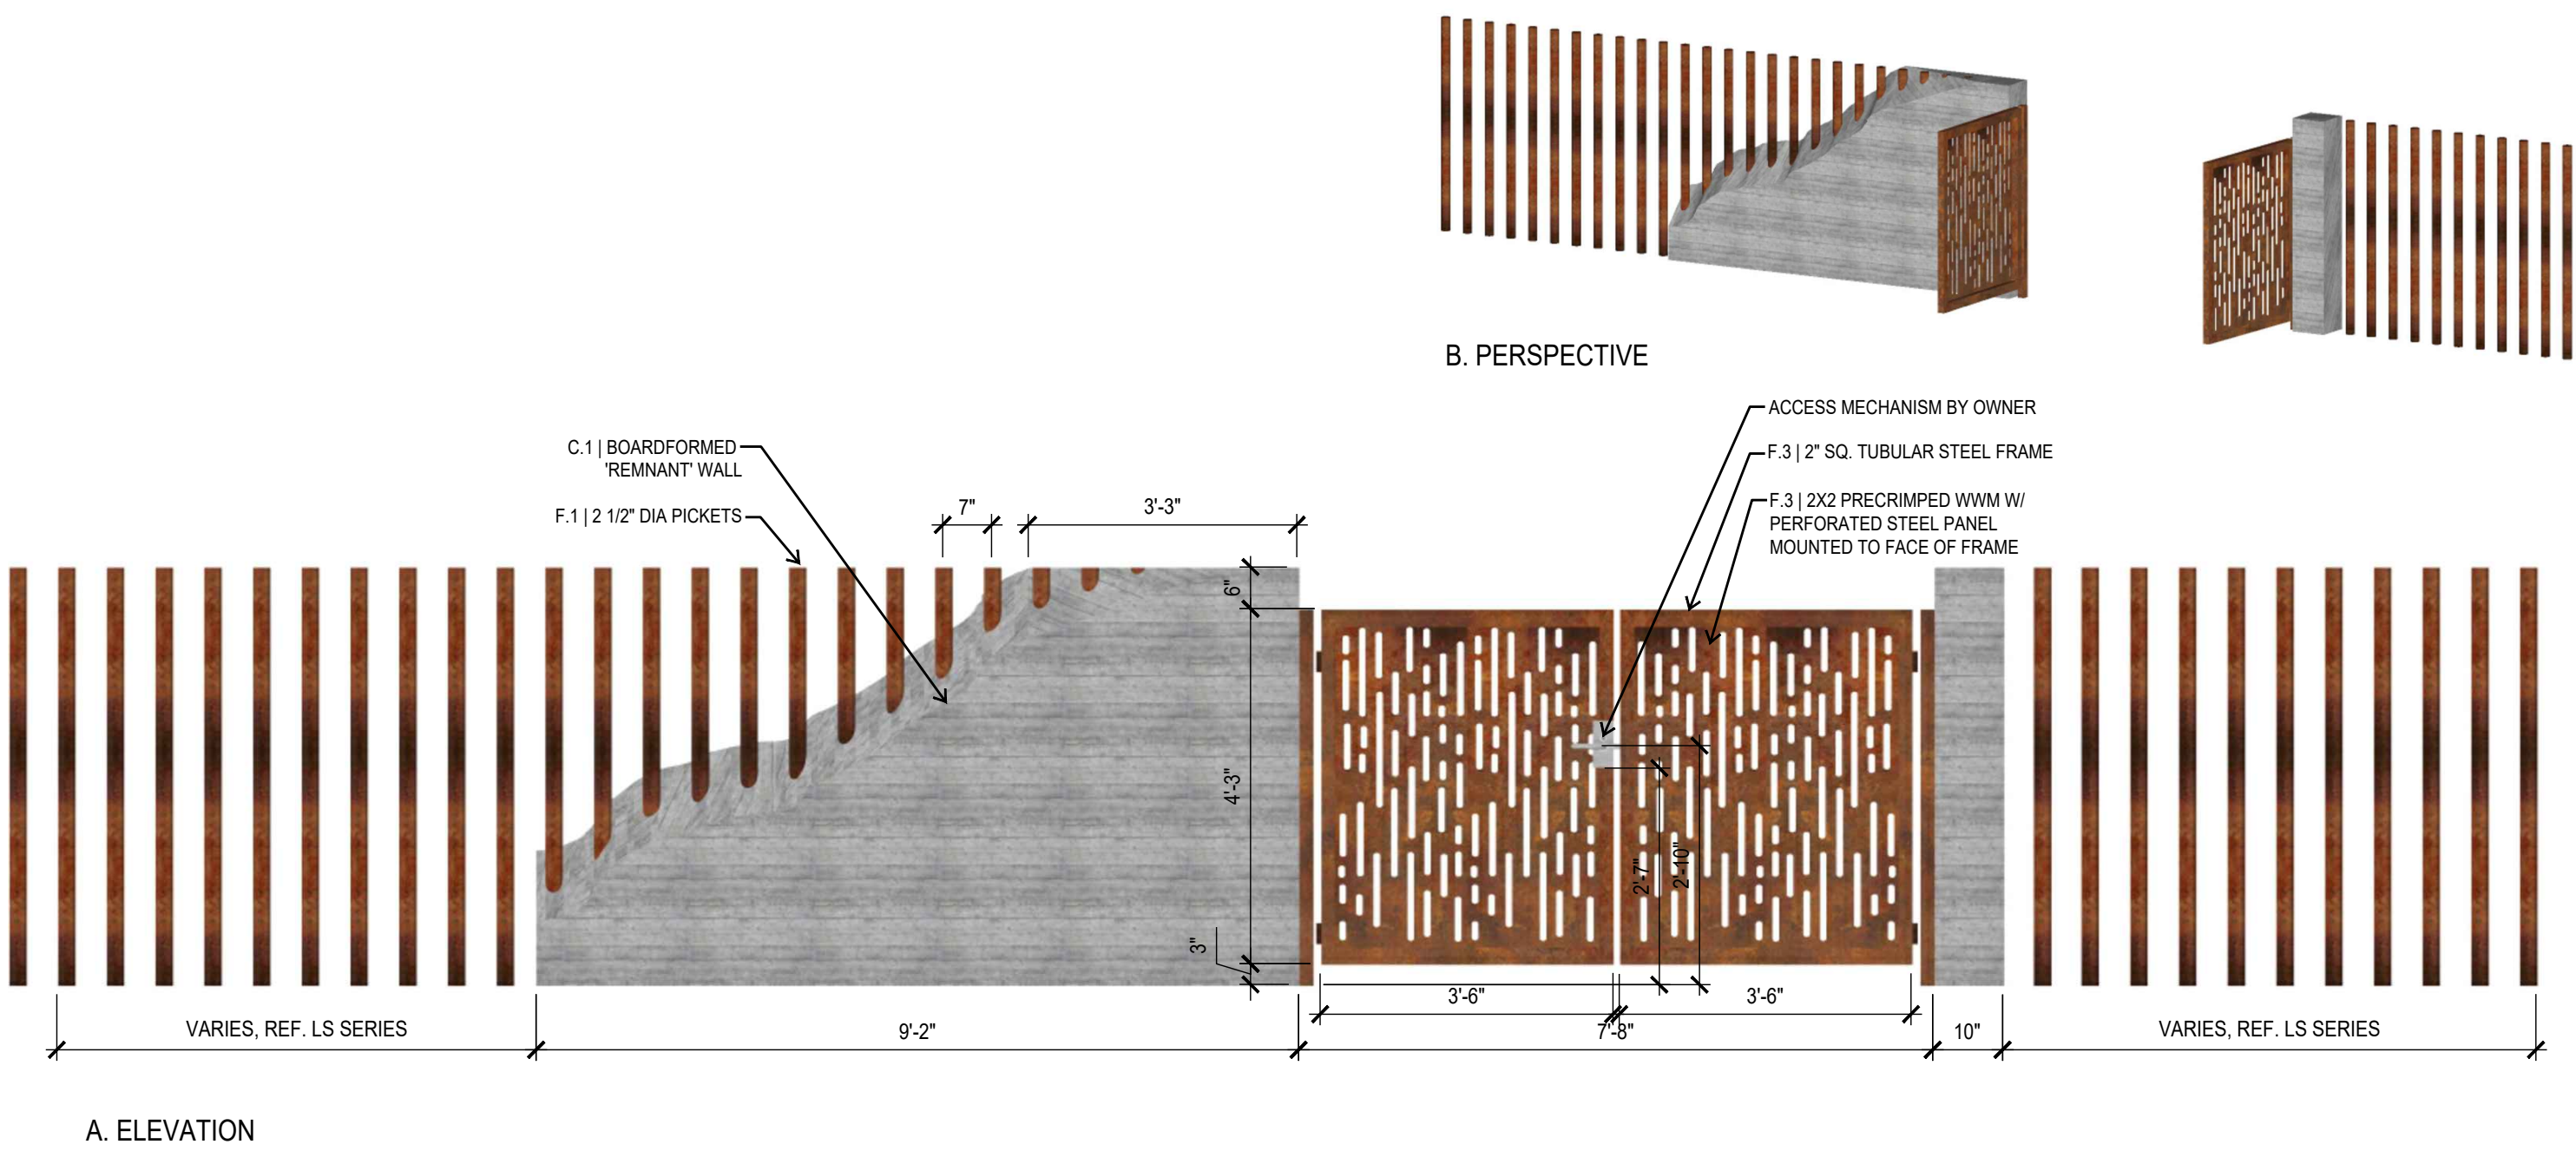 B. PERSPECTIVE
ACCESS MECHANISM BY OWNER
C.1 | BOARDFORMED
'REMNANT' WALL
F.3 | 2" SQ. TUBULAR STEEL FRAME
F.1 | 2 1/2" DIA PICKETS
F.3 | 2X2 PRECRIMPED WWM W/
PERFORATED STEEL PANEL
MOUNTED TO FACE OF FRAME
7"
3'-3"
6"
4'-3"
3"
2'-7"
2'-10"
3'-6"
3'-6"
VARIES, REF. LS SERIES
9'-2"
7'-8"
10"
VARIES, REF. LS SERIES
A. ELEVATION